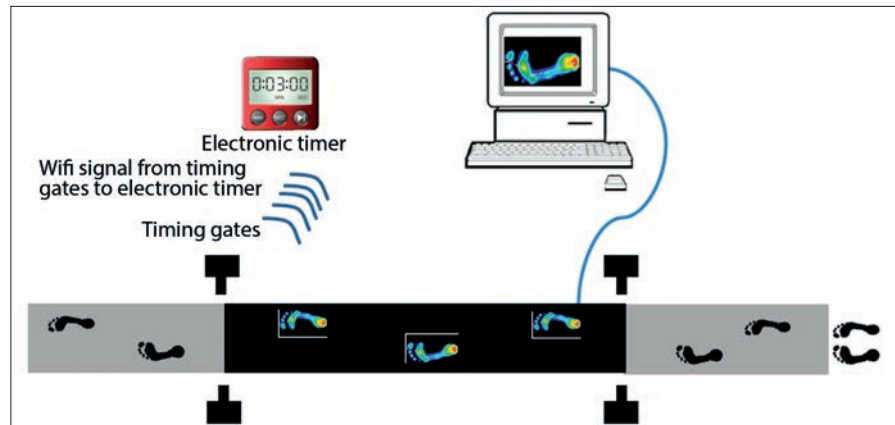 0:03:00
Electronic timer
Wifi signal from timing
gates to electronic timer
Timing gates